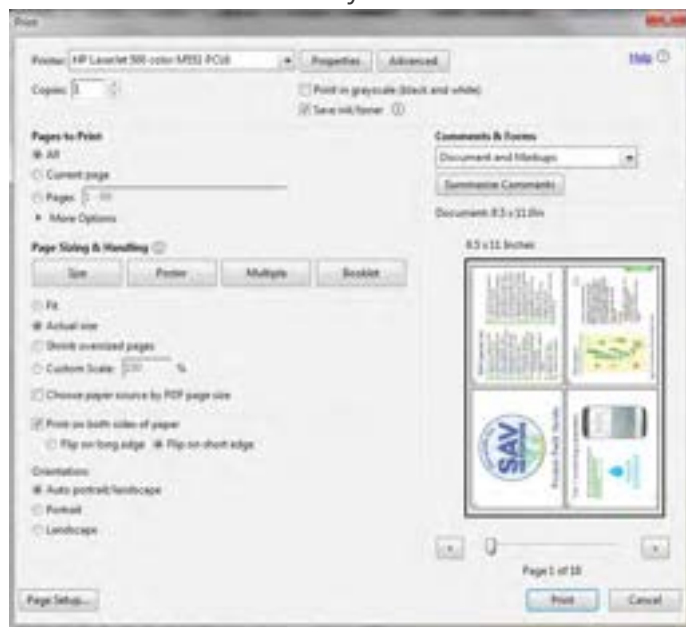 Print
Printer: HP LaserJet 500 color M551 PCL6 Properties Advanced Help
Copies: 1 Print in grayscale (black and white)
Save ink/toner
Pages to Print
All
Current page
Pages
More Options
Page Sizing & Handling
Size Poster Multiple Booklet
Fit
Actual size
Shrink oversized pages
Custom Scale: 100 %
Choose paper source by PDF page size
Print on both sides of paper
Flip on long edge Flip on short edge
Orientation:
Auto portrait/landscape
Portrait
Landscape
Comments & Forms
Document and Markups
Summarize Comments
Document: 8.5 x 11.0in
8.5 x 11 Inches
SAV
Pocket Field Guide
Page 1 of 18
Page Setup... Print Cancel